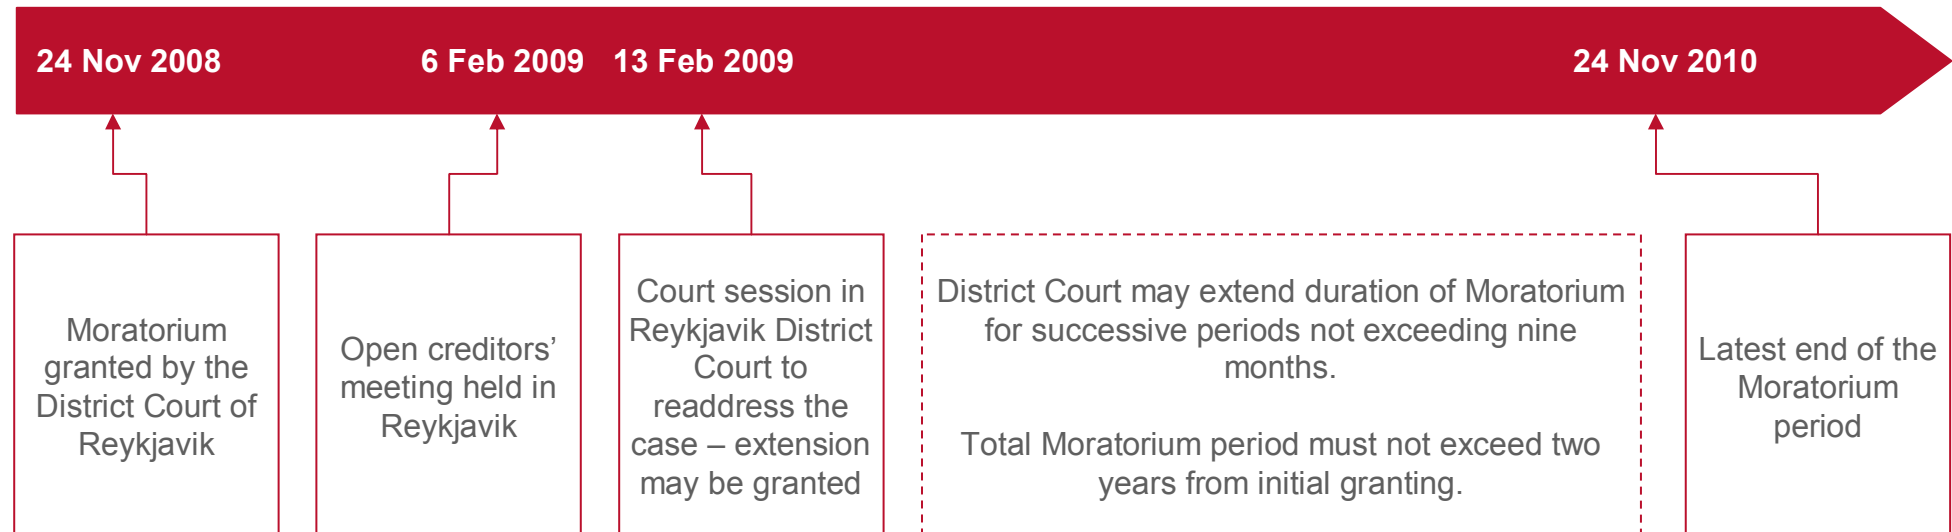 24 Nov 2008
6 Feb 2009
13 Feb 2009
24 Nov 2010
Moratorium
granted by the
District Court of
Reykjavik
Open creditors’
meeting held in
Reykjavik
Court session in
Reykjavik District
Court to
readdress the
case – extension
may be granted
District Court may extend duration of Moratorium
for successive periods not exceeding nine
months.
Total Moratorium period must not exceed two
years from initial granting.
Latest end of the
Moratorium
period